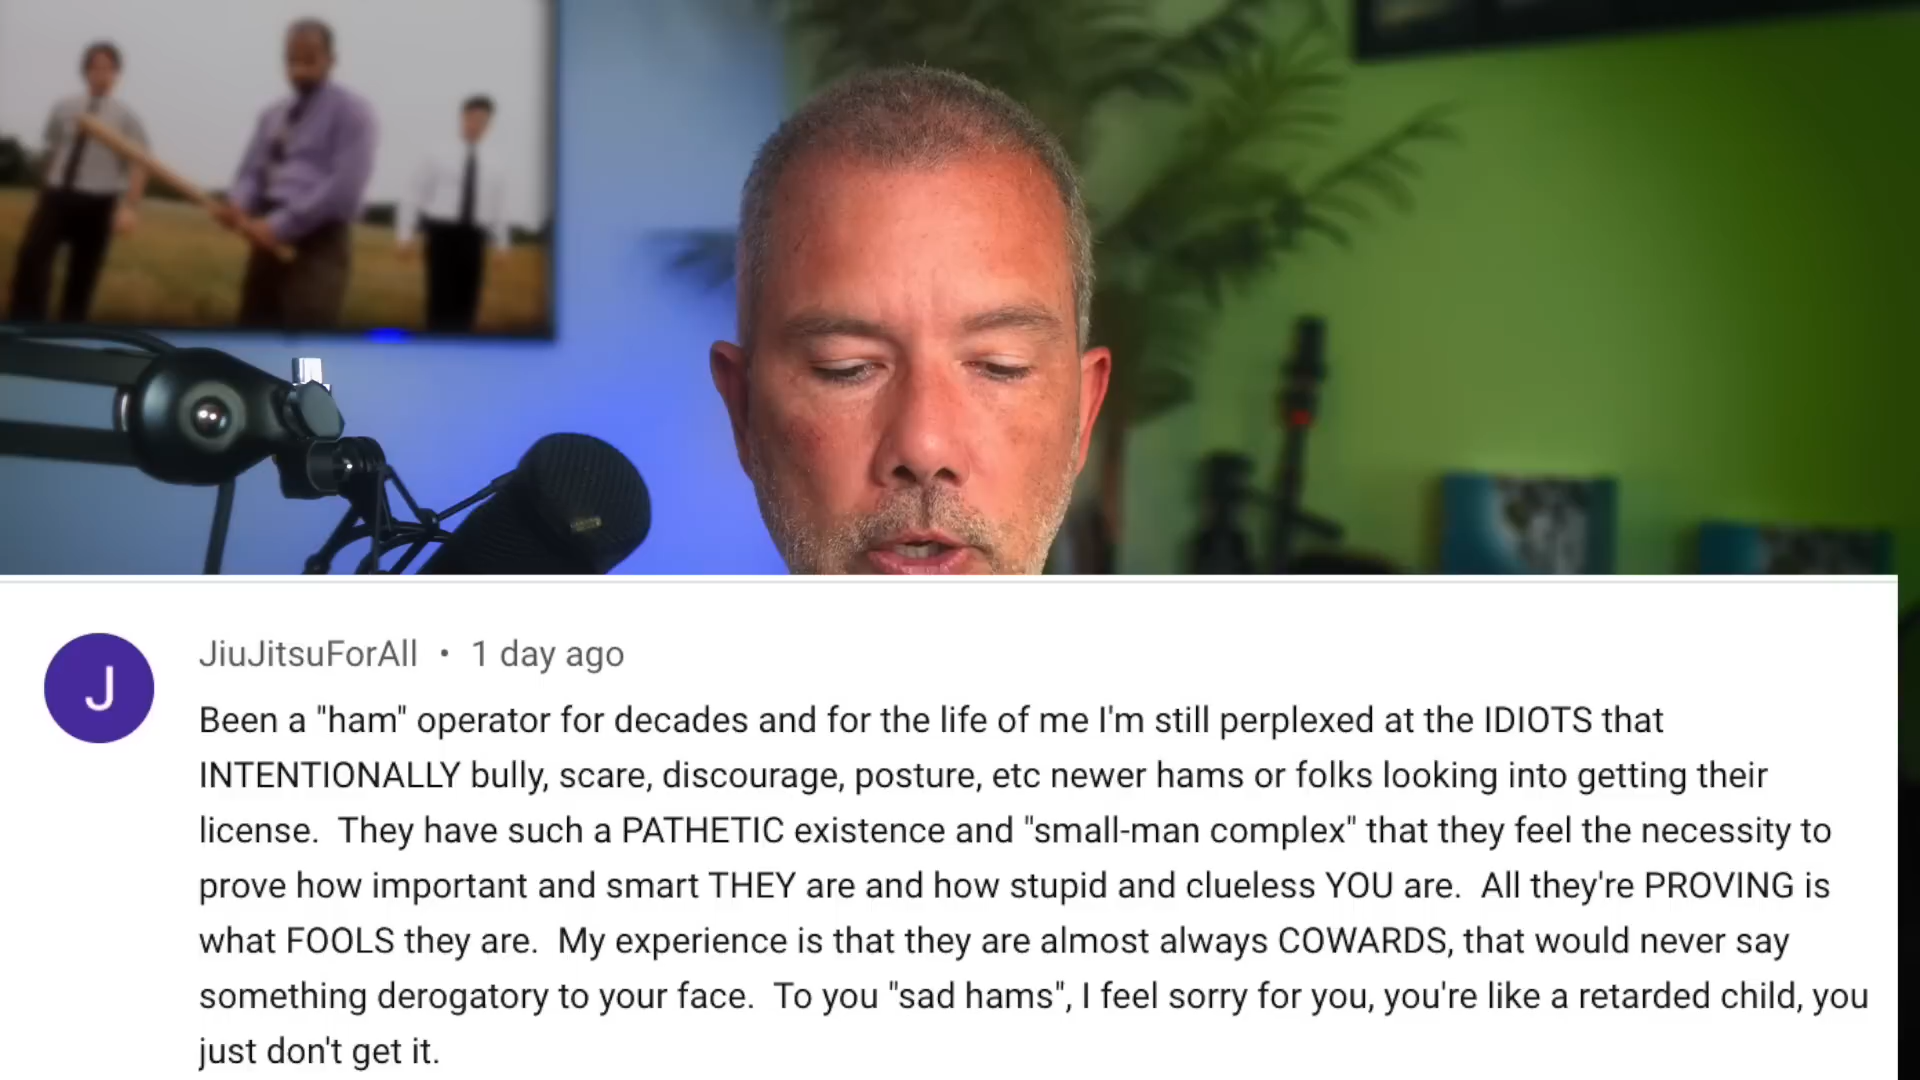 J
JiuJitsuForAll • 1 day ago
Been a "ham" operator for decades and for the life of me I'm still perplexed at the IDIOTS that
INTENTIONALLY bully, scare, discourage, posture, etc newer hams or folks looking into getting their
license.  They have such a PATHETIC existence and "small-man complex" that they feel the necessity to
prove how important and smart THEY are and how stupid and clueless YOU are.  All they're PROVING is
what FOOLS they are.  My experience is that they are almost always COWARDS, that would never say
something derogatory to your face.  To you "sad hams", I feel sorry for you, you're like a retarded child, you
just don't get it.